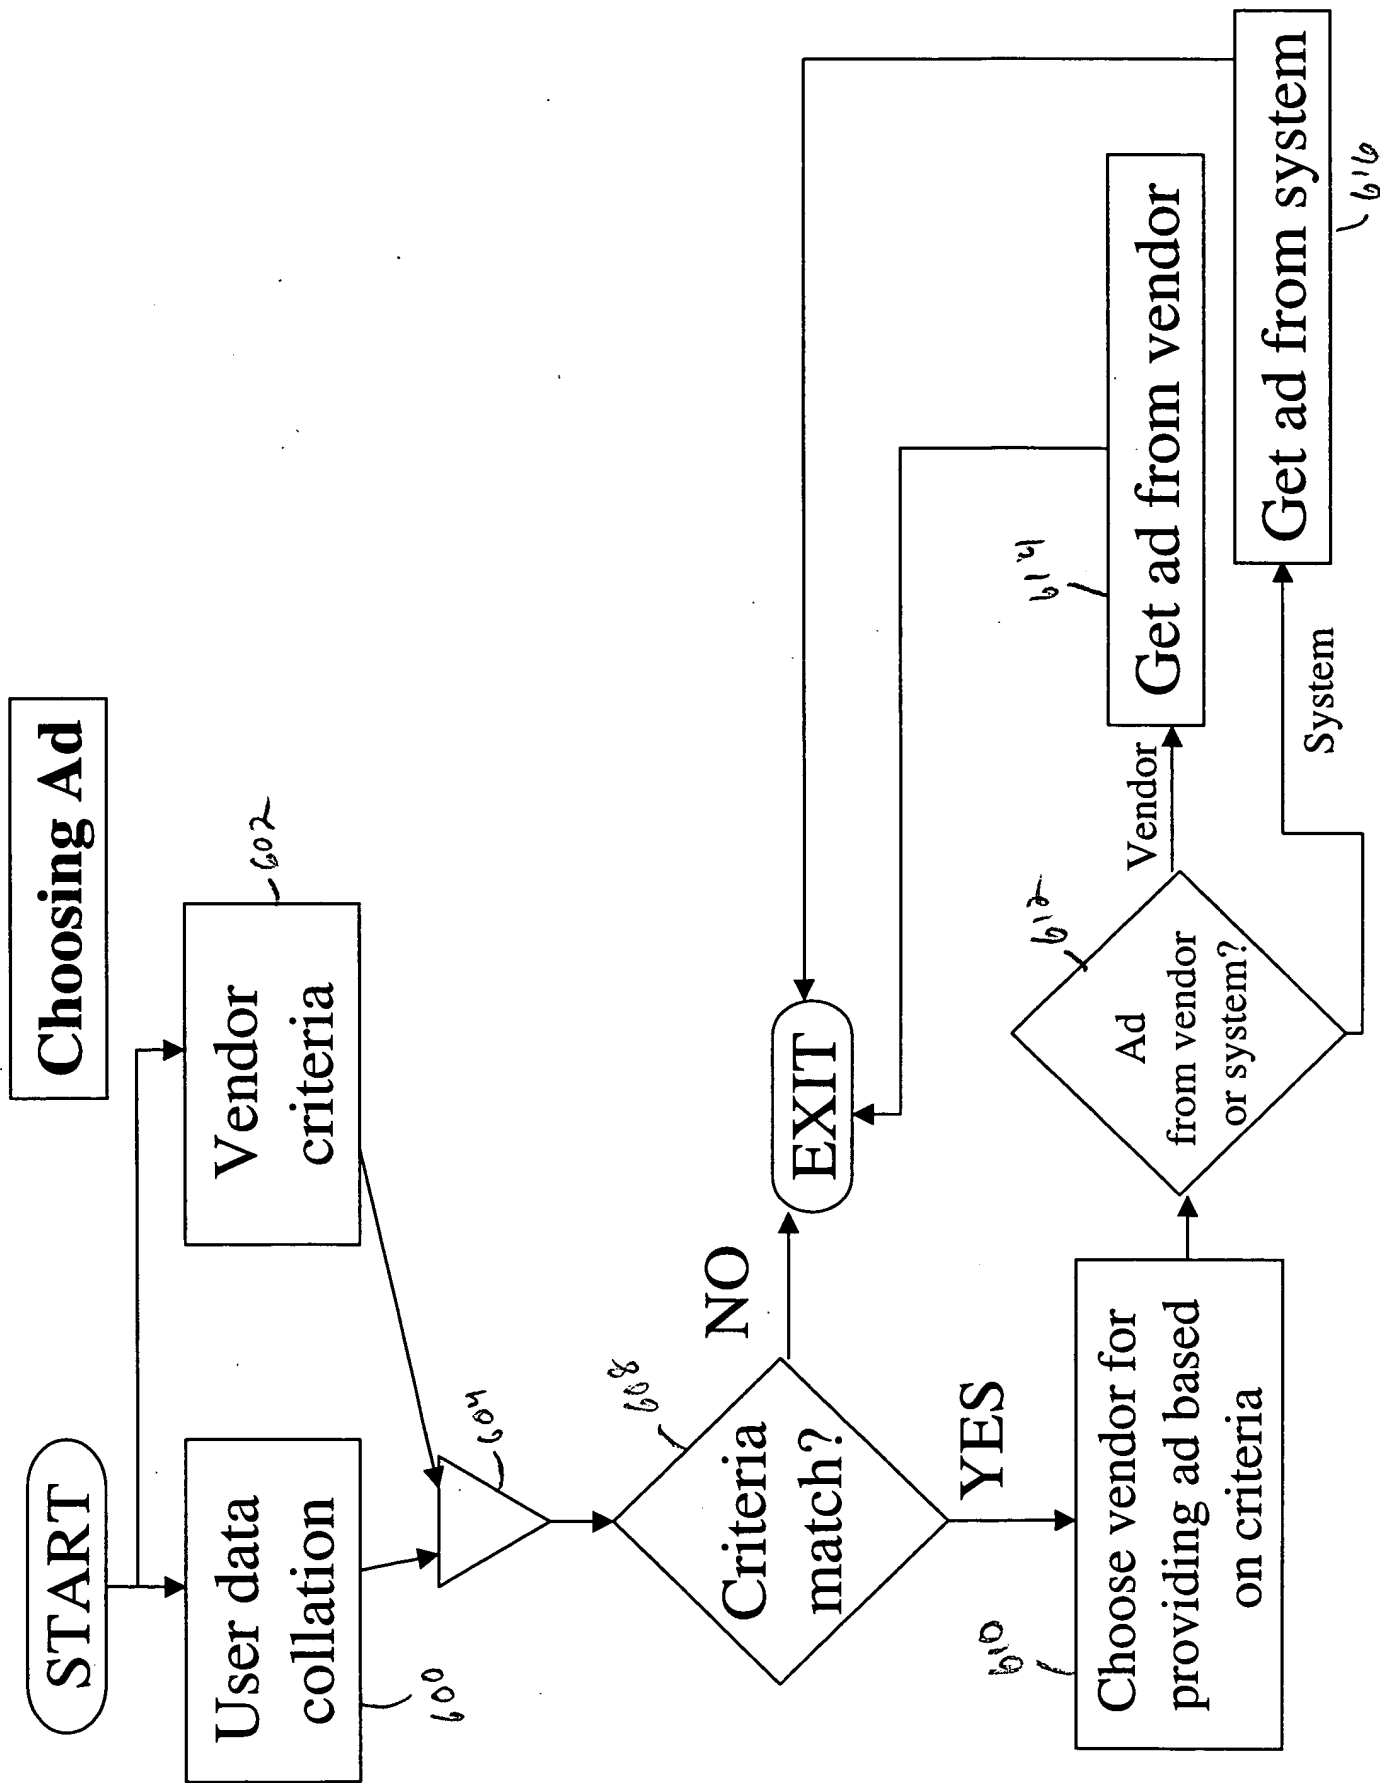 Choosing Ad
START
User data
collation
600
Vendor
criteria
602
604
Criteria
match?
608
NO
EXIT
YES
Choose vendor for
providing ad based
on criteria
610
Ad
from vendor
or system?
612
Vendor
Get ad from vendor
614
System
Get ad from system
616